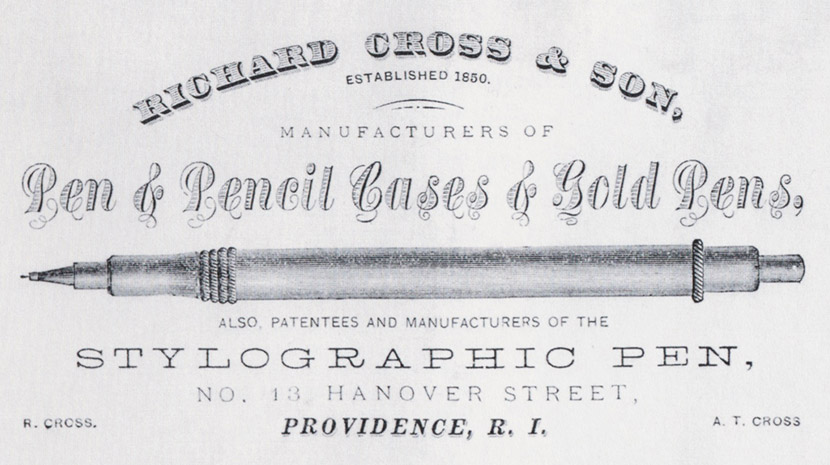 RICHARD CROSS & SON,
ESTABLISHED 1850.
MANUFACTURERS OF
Pen & Pencil Cases & Gold Pens,
ALSO, PATENTEES AND MANUFACTURERS OF THE
STYLOGRAPHIC PEN,
NO. 13 HANOVER STREET,
R. CROSS.
PROVIDENCE, R. I.
A. T. CROSS